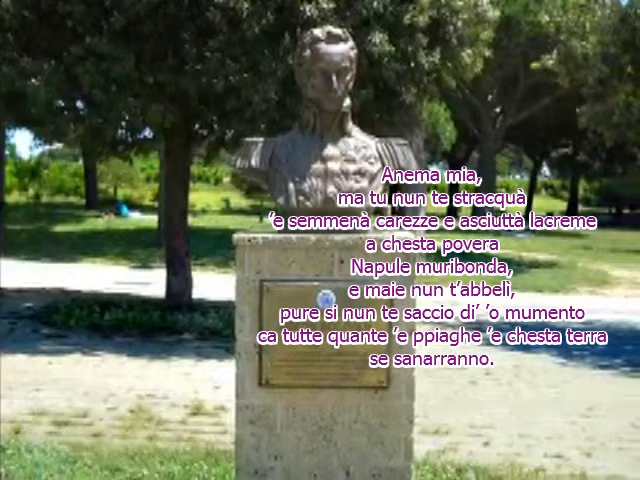 Anema mia,
ma tu nun te stracquà
’e semmenà carezze e asciuttà lacreme
a chesta povera
Napule muribonda,
e maie nun t’abbelì,
pure si nun te saccio di’ ’o mumento
ca tutte quante ’e ppiaghe ’e chesta terra
se sanarranno.